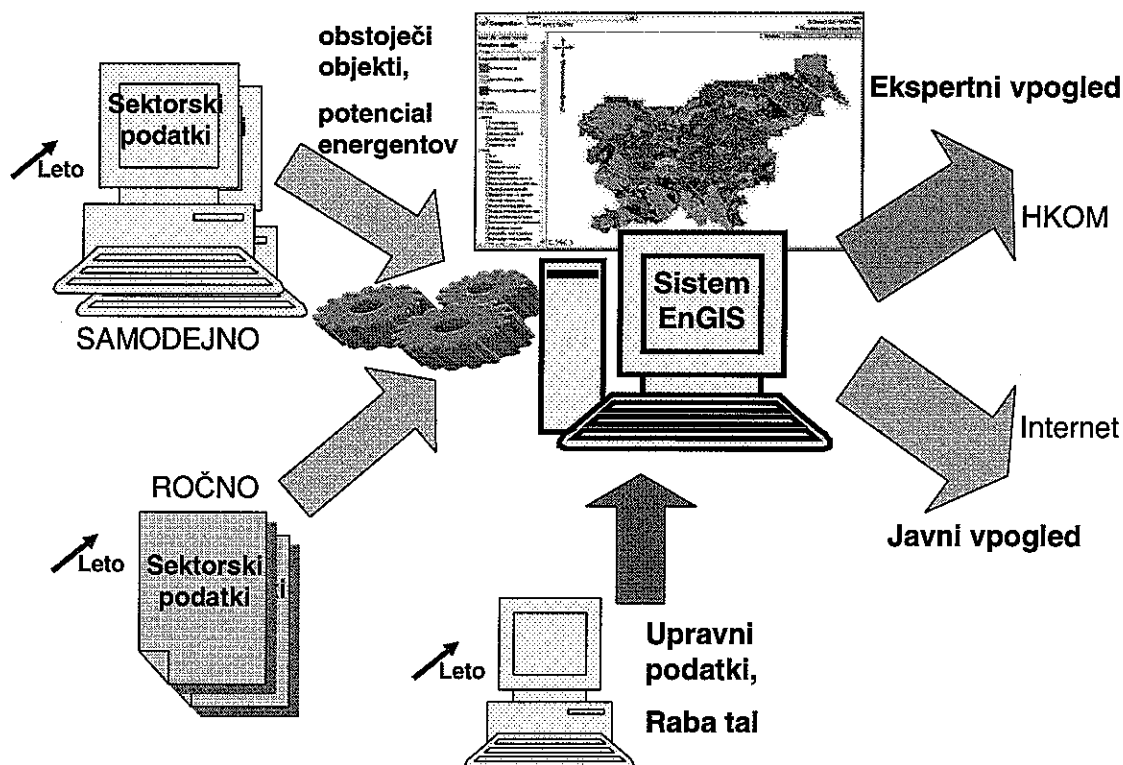 obstoječi
objekti,
potencial
energentov
Sektorski
podatki
Leto
SAMODEJNO
Ekspertni vpogled
HKOM
Sistem
EnGIS
Internet
Javni vpogled
ROČNO
Leto
Sektorski
podatki
Leto
Upravni
podatki,
Raba tal